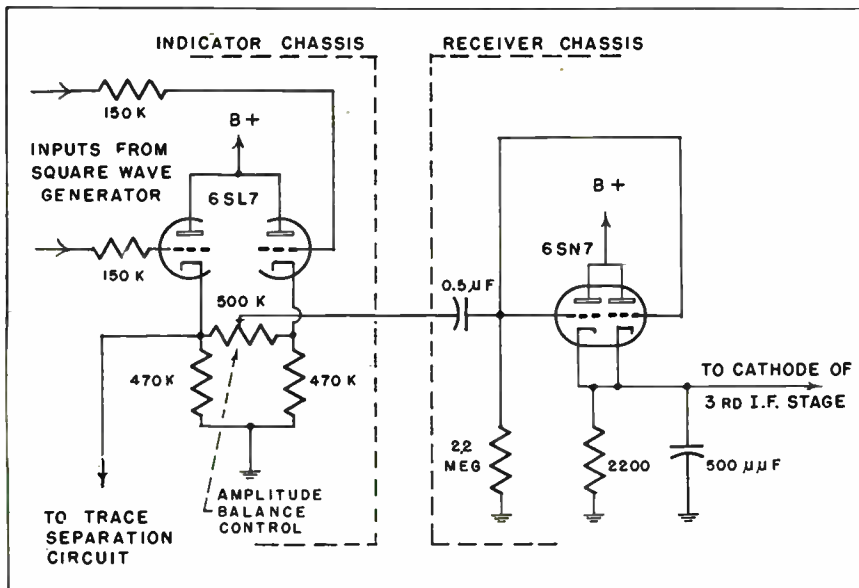 INDICATOR CHASSIS
RECEIVER CHASSIS
150 K
B +
INPUTS FROM
SQUARE WAVE
GENERATOR
6SL7
150 K
500 K
470 K
470 K
AMPLITUDE
BALANCE
CONTROL
TO TRACE
SEPARATION
CIRCUIT
B +
6SN7
0.5 μF
2.2
MEG
2200
500 μμF
TO CATHODE OF
3 RD I.F. STAGE